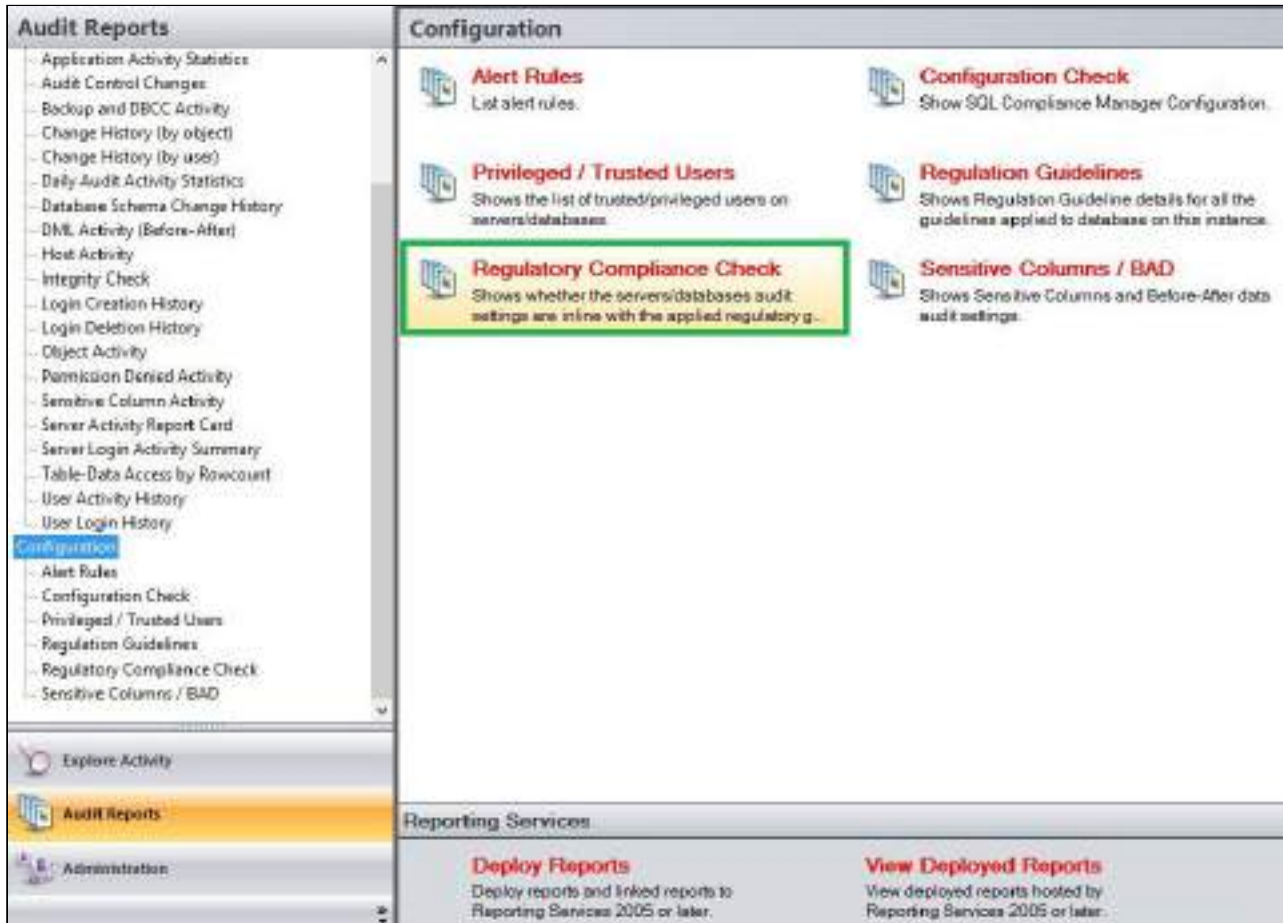 Audit Reports
Application Activity Statistics
Audit Control Changes
Backup and DBCC Activity
Change History (by object)
Change History (by user)
Daily Audit Activity Statistics
Database Schema Change History
DML Activity (Before-After)
Host Activity
Integrity Check
Login Creation History
Login Deletion History
Object Activity
Permission Denied Activity
Sensitive Column Activity
Server Activity Report Card
Server Login Activity Summary
Table-Data Access by Rowcount
User Activity History
User Login History
Configuration
Alert Rules
Configuration Check
Privileged / Trusted Users
Regulation Guidelines
Regulatory Compliance Check
Sensitive Columns / BAD
Explore Activity
Audit Reports
Administration
Configuration
Alert Rules
List alert rules.
Configuration Check
Show SQL Compliance Manager Configuration.
Privileged / Trusted Users
Shows the list of trusted/privileged users on
servers/databases
Regulation Guidelines
Shows Regulation Guideline details for all the
guidelines applied to database on this instance.
Regulatory Compliance Check
Shows whether the servers/databases audit
settings are inline with the applied regulatory g...
Sensitive Columns / BAD
Shows Sensitive Columns and Before-After data
audit settings.
Reporting Services
Deploy Reports
Deploy reports and linked reports to
Reporting Services 2005 or later.
View Deployed Reports
View deployed reports hosted by
Reporting Services 2005 or later